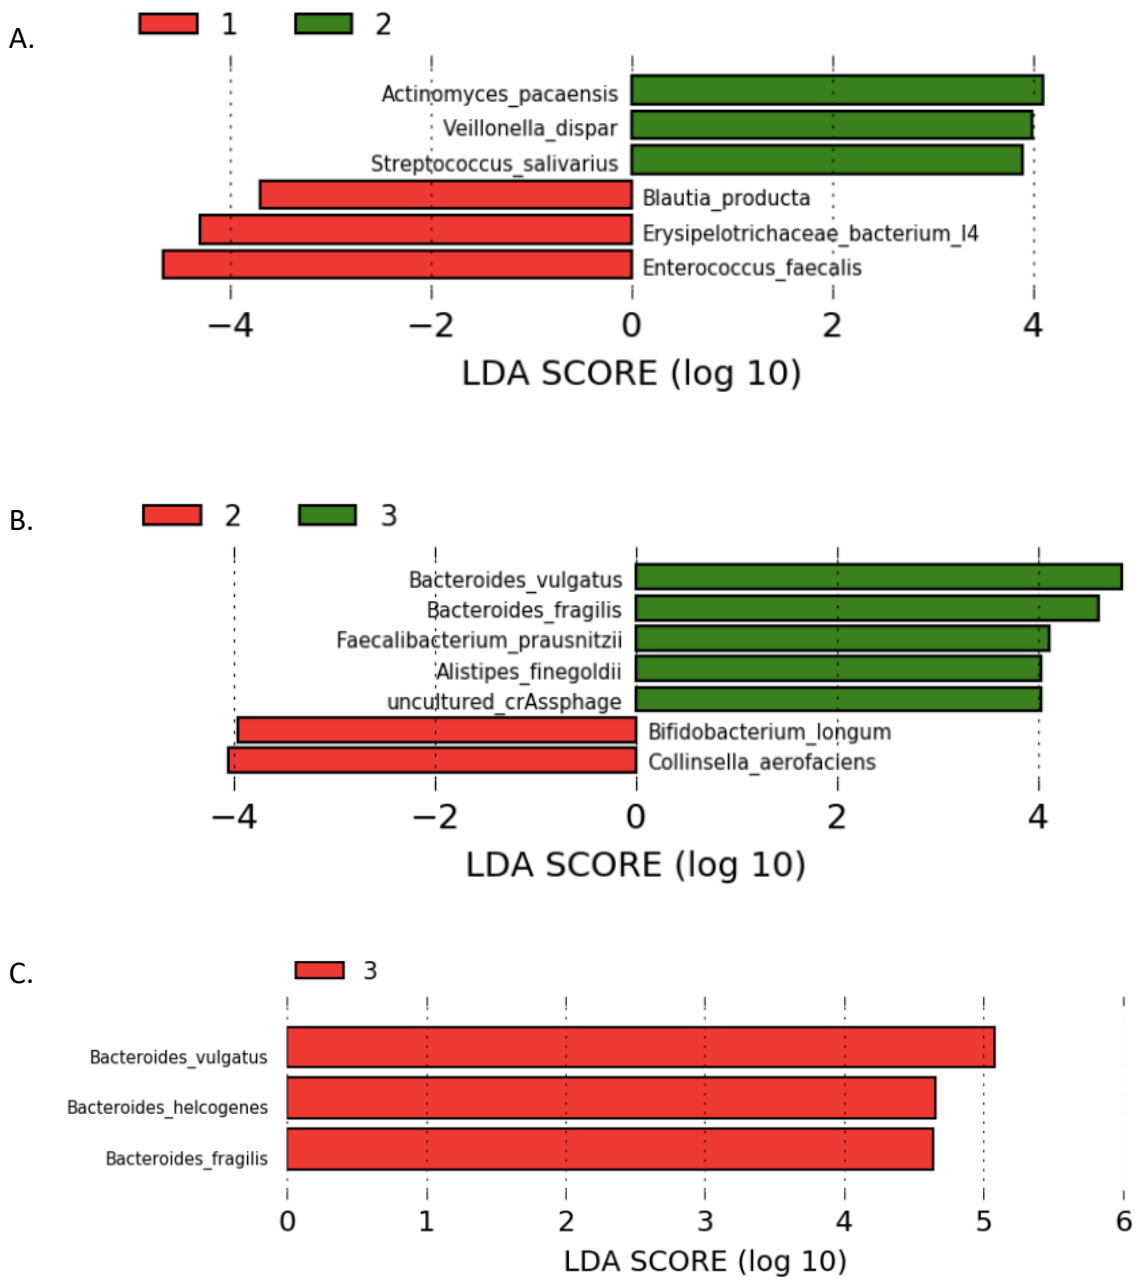 A.
1 2
Actinomyces_pacaensis
Veillonella_dispar
Streptococcus_salivarius
Blautia_producta
Erysipelotrichaceae_bacterium_I4
Enterococcus_faecalis
−4 −2 0 2 4
LDA SCORE (log 10)
B.
2 3
Bacteroides_vulgatus
Bacteroides_fragilis
Faecalibacterium_prausnitzii
Alistipes_finegoldii
uncultured_crAssphage
Bifidobacterium_longum
Collinsella_aerofaciens
−4 −2 0 2 4
LDA SCORE (log 10)
C.
3
Bacteroides_vulgatus
Bacteroides_helcogenes
Bacteroides_fragilis
0 1 2 3 4 5 6
LDA SCORE (log 10)